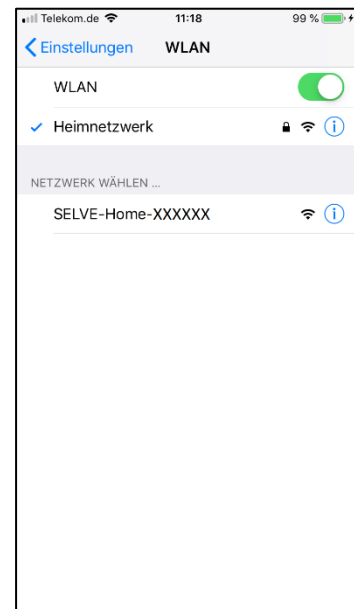 Telekom.de 11:18 99 %
Einstellungen WLAN
WLAN
Heimnetzwerk
NETZWERK WÄHLEN ...
SELVE-Home-XXXXXX